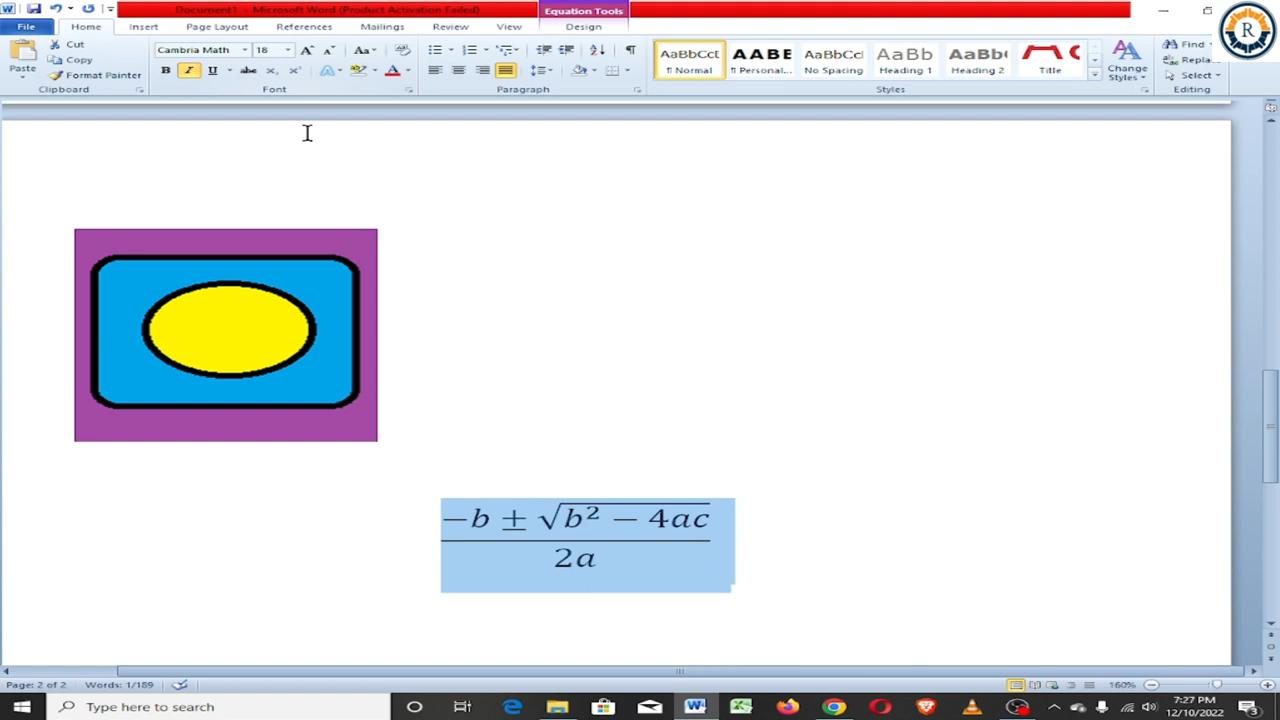 Document1 - Microsoft Word (Product Activation Failed)
Equation Tools
File Home Insert Page Layout References Mailings Review View Design
Paste
Cut
Copy
Format Painter
Clipboard
Cambria Math 18
Font
Paragraph
AaBbCcD AABE AaBbCcI AaBb AaBbC
¶ Normal ¶ Personal... No Spacing Heading 1 Heading 2 Title
Styles
Change Styles
Find
Select
Editing
R
−b ± √b² − 4ac
2a
Page: 2 of 2 Words: 1/189 160%
Type here to search
7:27 PM
12/10/2022
3